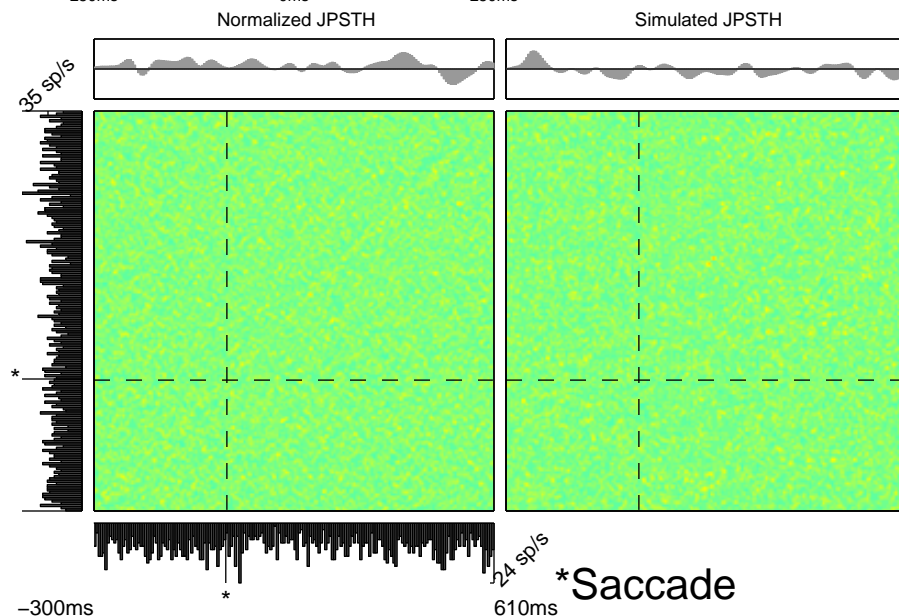 Normalized JPSTH
Simulated JPSTH
35 sp/s
*
24 sp/s
*
*Saccade
−300ms
610ms